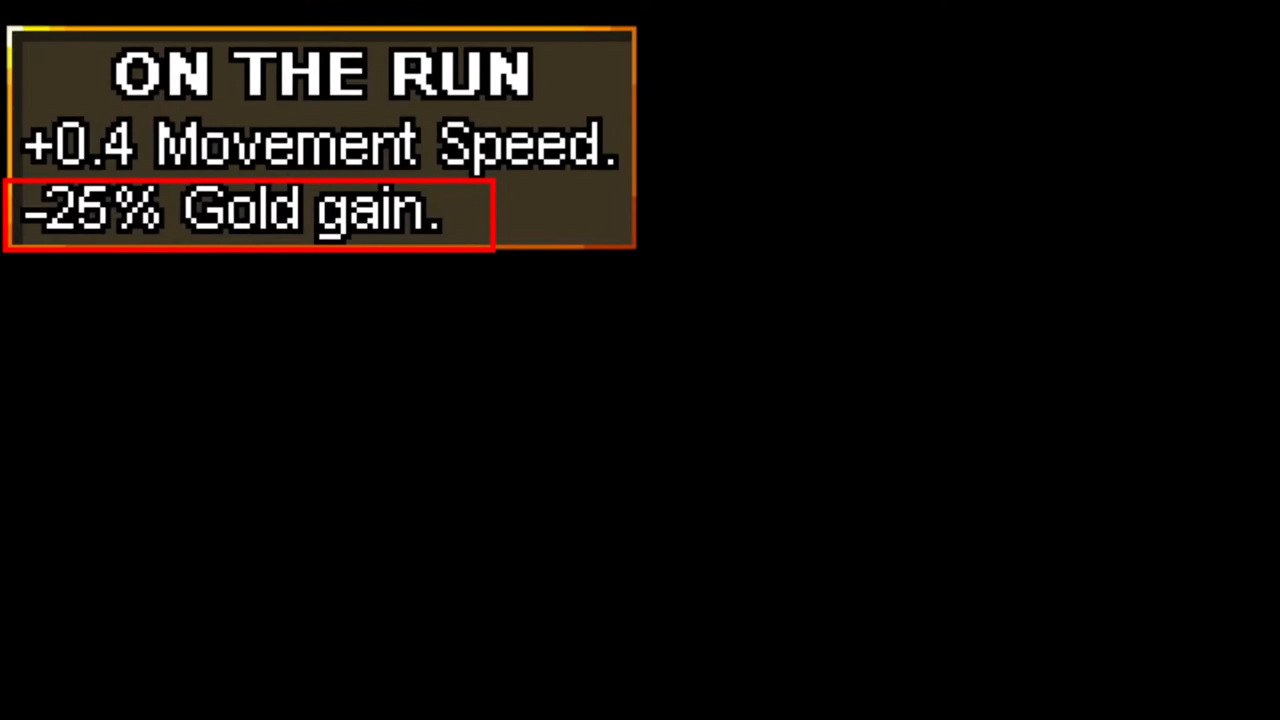 ON THE RUN
+0.4 Movement Speed.
-25% Gold gain.